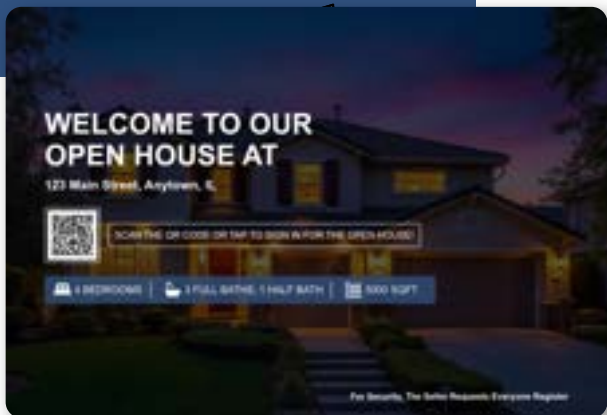 WELCOME TO OUR
OPEN HOUSE AT
123 Main Street, Anytown, IL
SCAN THE QR CODE OR TAP TO SIGN IN FOR THE OPEN HOUSE!
4 BEDROOMS | 3 FULL BATHS, 1 HALF BATH | 5000 SQFT
For Security, The Seller Requests Everyone Register